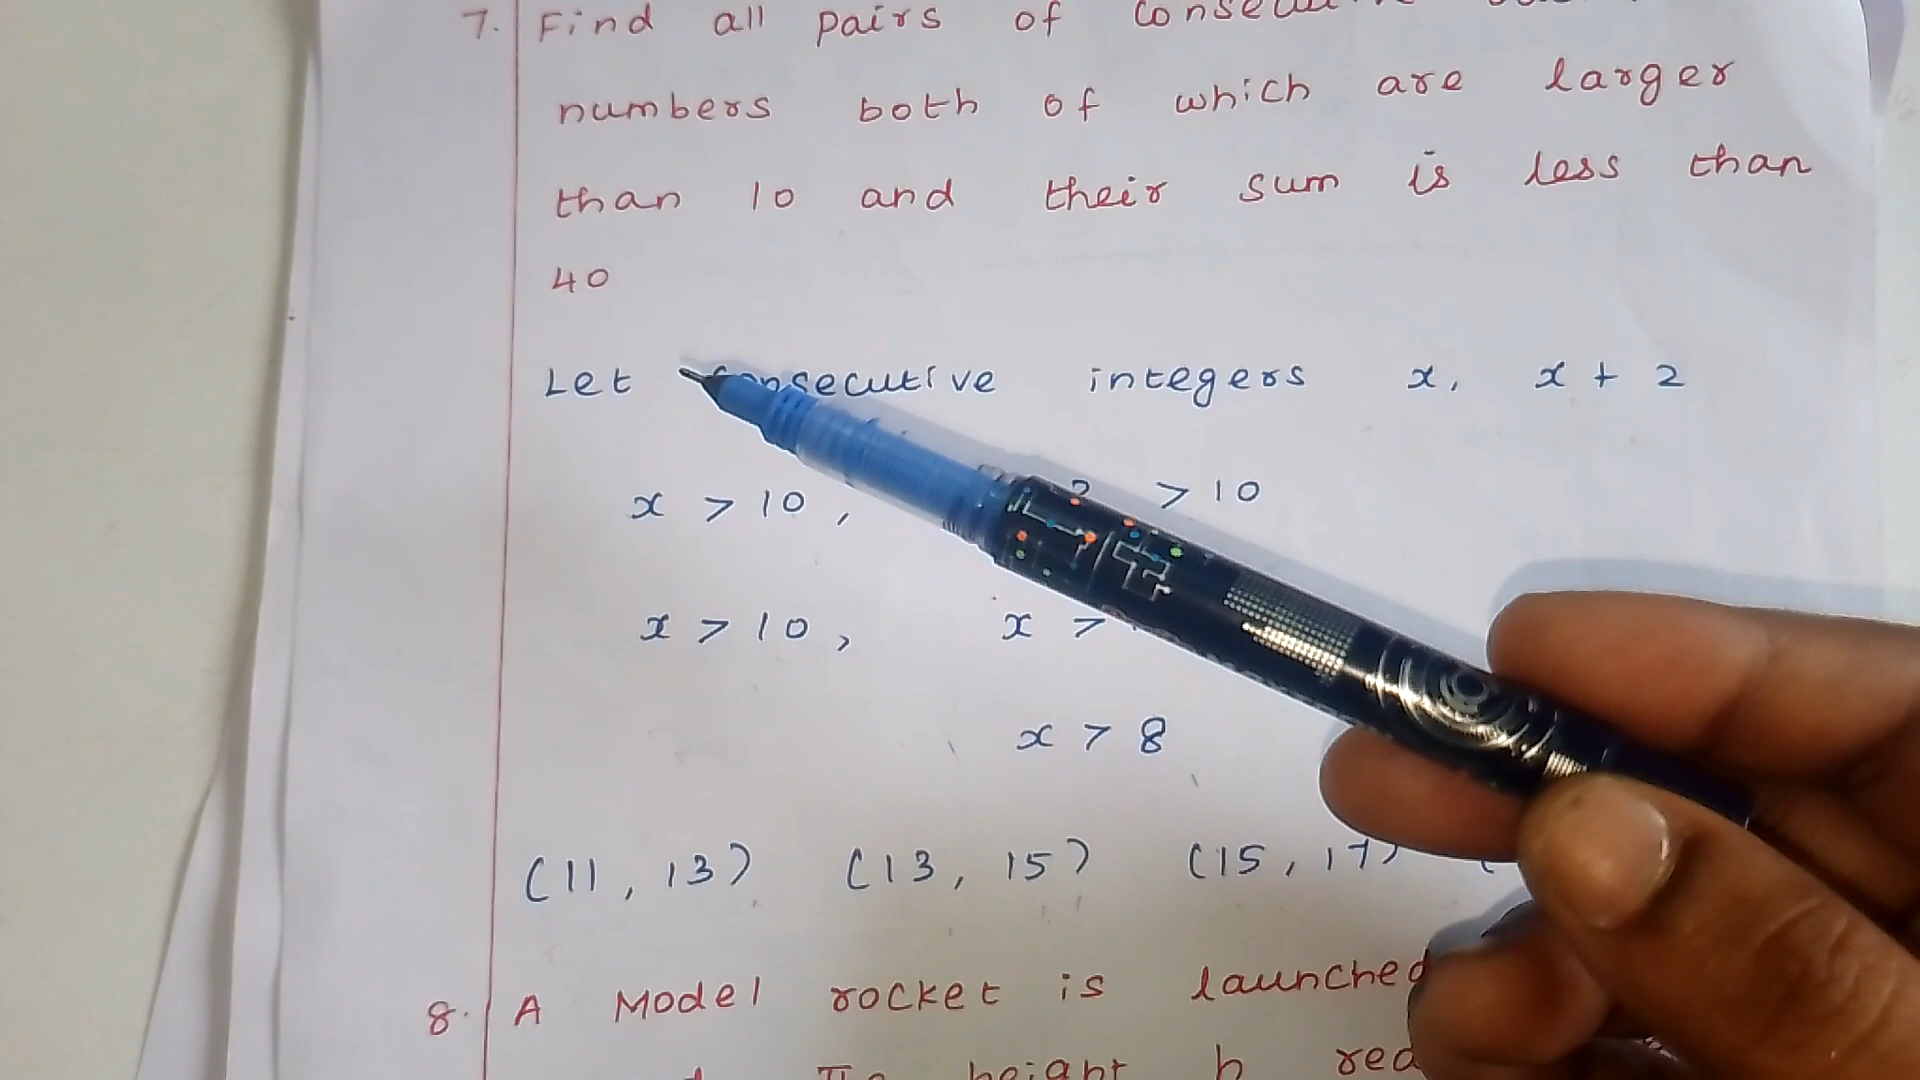 7. Find all pairs of
numbers both of which are larger
than 10 and their sum is less than
40
Let consecutive integers x, x + 2
x > 10, > 10
x > 10, x >
x > 8
(11, 13) (13, 15) (15, 17)
8. A Model rocket is launched
height h